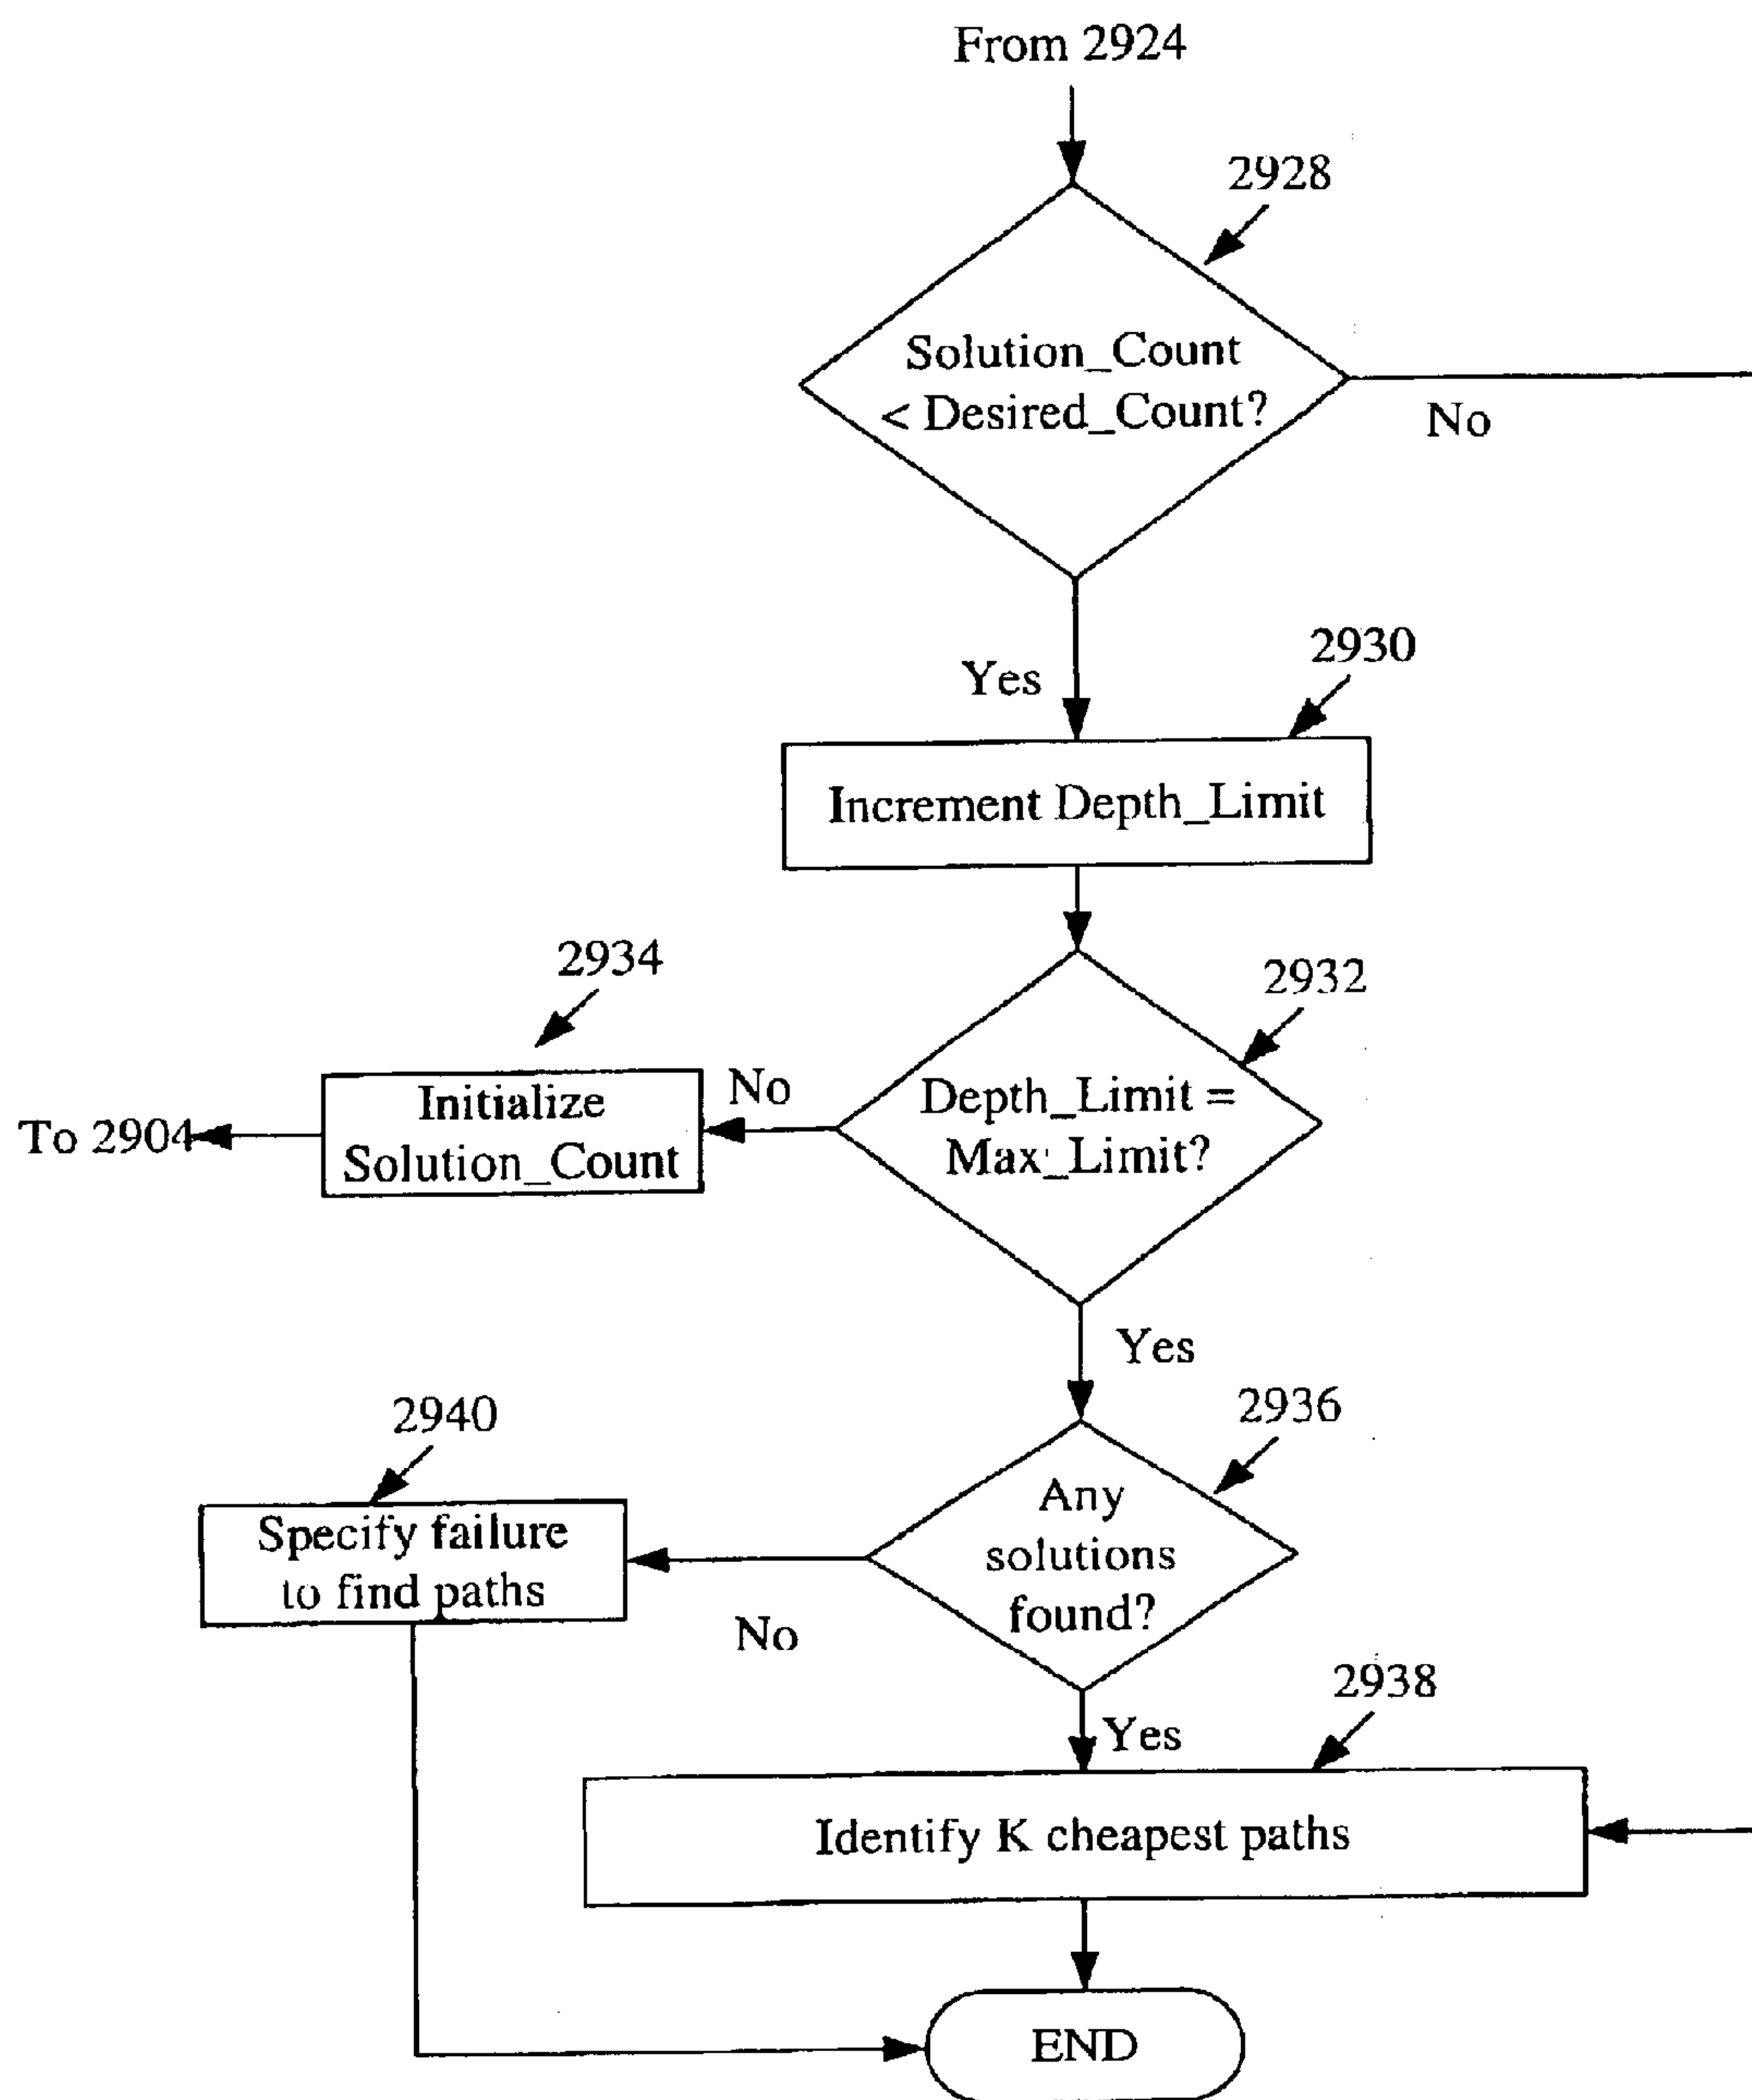 From 2924
2928
Solution_Count
< Desired_Count?
No
Yes
2930
Increment Depth_Limit
2934
2932
Initialize
Solution_Count
No
Depth_Limit =
Max_Limit?
To 2904
Yes
2940
2936
Specify failure
to find paths
Any
solutions
found?
No
2938
Yes
Identify K cheapest paths
END